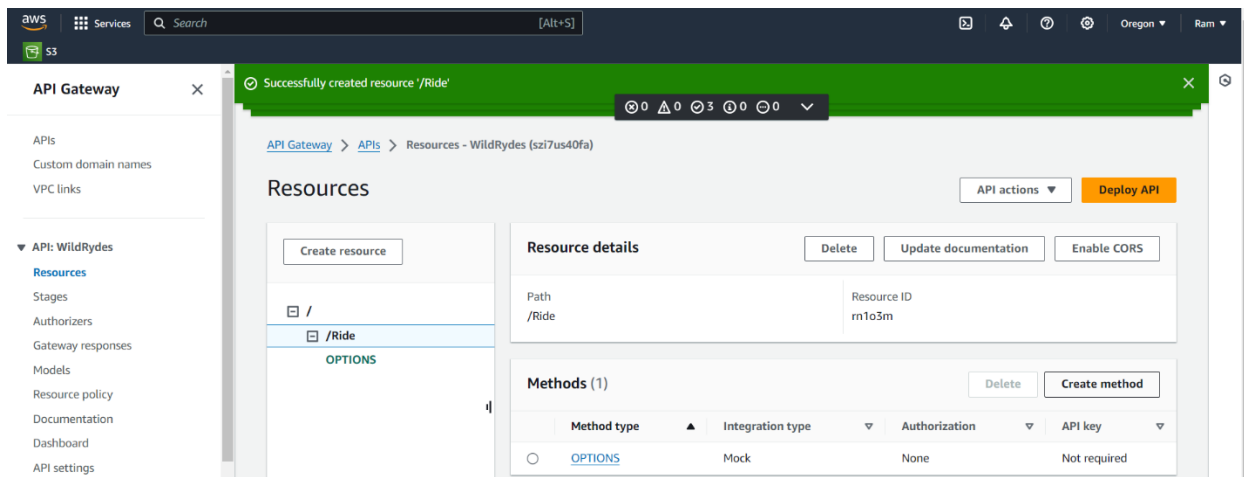 aws Services Search [Alt+S] Oregon Ram
S3
API Gateway
APIs
Custom domain names
VPC links
API: WildRydes
Resources
Stages
Authorizers
Gateway responses
Models
Resource policy
Documentation
Dashboard
API settings
Successfully created resource '/Ride'
0 0 3 0 0
API Gateway > APIs > Resources - WildRydes (szi7us40fa)
Resources
API actions Deploy API
Create resource
/
/Ride
OPTIONS
Resource details Delete Update documentation Enable CORS
Path Resource ID
/Ride rn1o3m
Methods (1) Delete Create method
Method type Integration type Authorization API key
OPTIONS Mock None Not required